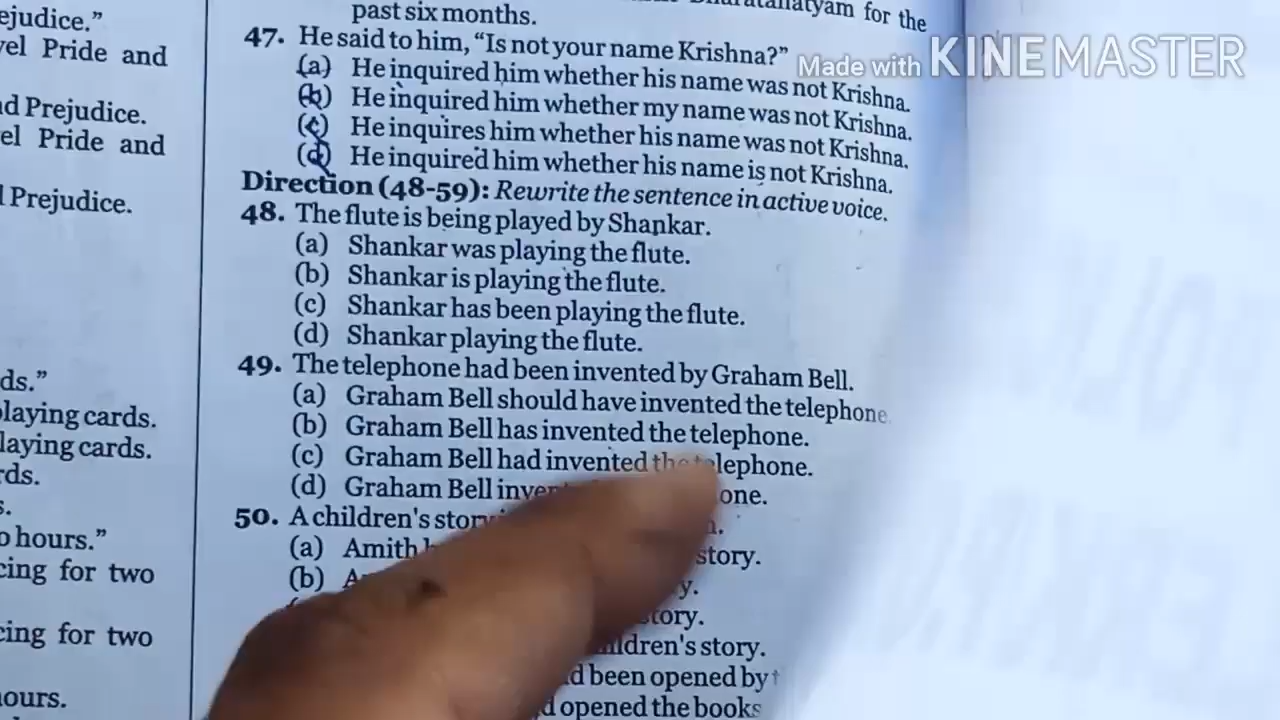 ejudice.”
vel Pride and
d Prejudice.
el Pride and
Prejudice.
ds.”
laying cards.
laying cards.
rds.
s.
o hours.”
cing for two
cing for two
ours.
for the
past six months.
47. He said to him, “Is not your name Krishna?”
(a) He inquired him whether his name was not Krishna.
(b) He inquired him whether my name was not Krishna.
(c) He inquires him whether his name was not Krishna.
(d) He inquired him whether his name is not Krishna.
Direction (48-59): Rewrite the sentence in active voice.
48. The flute is being played by Shankar.
(a) Shankar was playing the flute.
(b) Shankar is playing the flute.
(c) Shankar has been playing the flute.
(d) Shankar playing the flute.
49. The telephone had been invented by Graham Bell.
(a) Graham Bell should have invented the telephone
(b) Graham Bell has invented the telephone.
(c) Graham Bell had invented the telephone.
(d) Graham Bell
50. A children's story
(a) Amith story.
(b)
story.
children's story.
been opened by
opened the books
Made with KINEMASTER